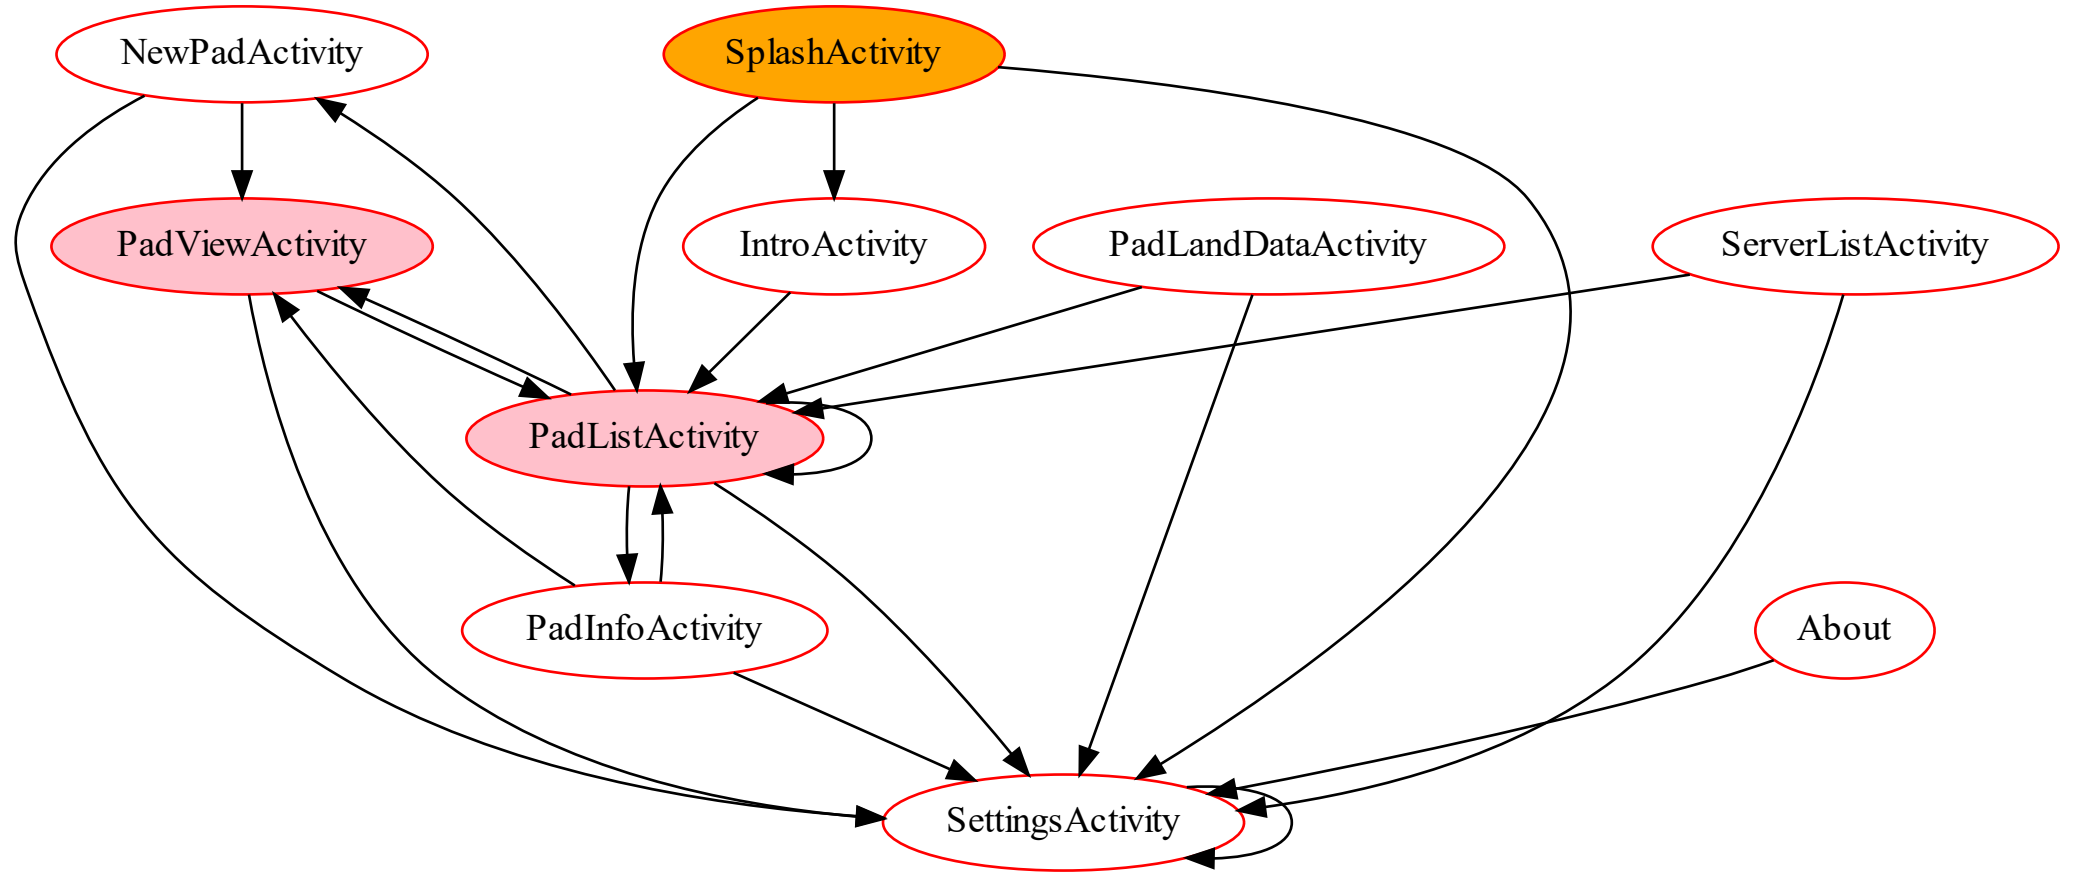 NewPadActivity
SplashActivity
PadViewActivity
IntroActivity
PadLandDataActivity
ServerListActivity
PadListActivity
PadInfoActivity
About
SettingsActivity